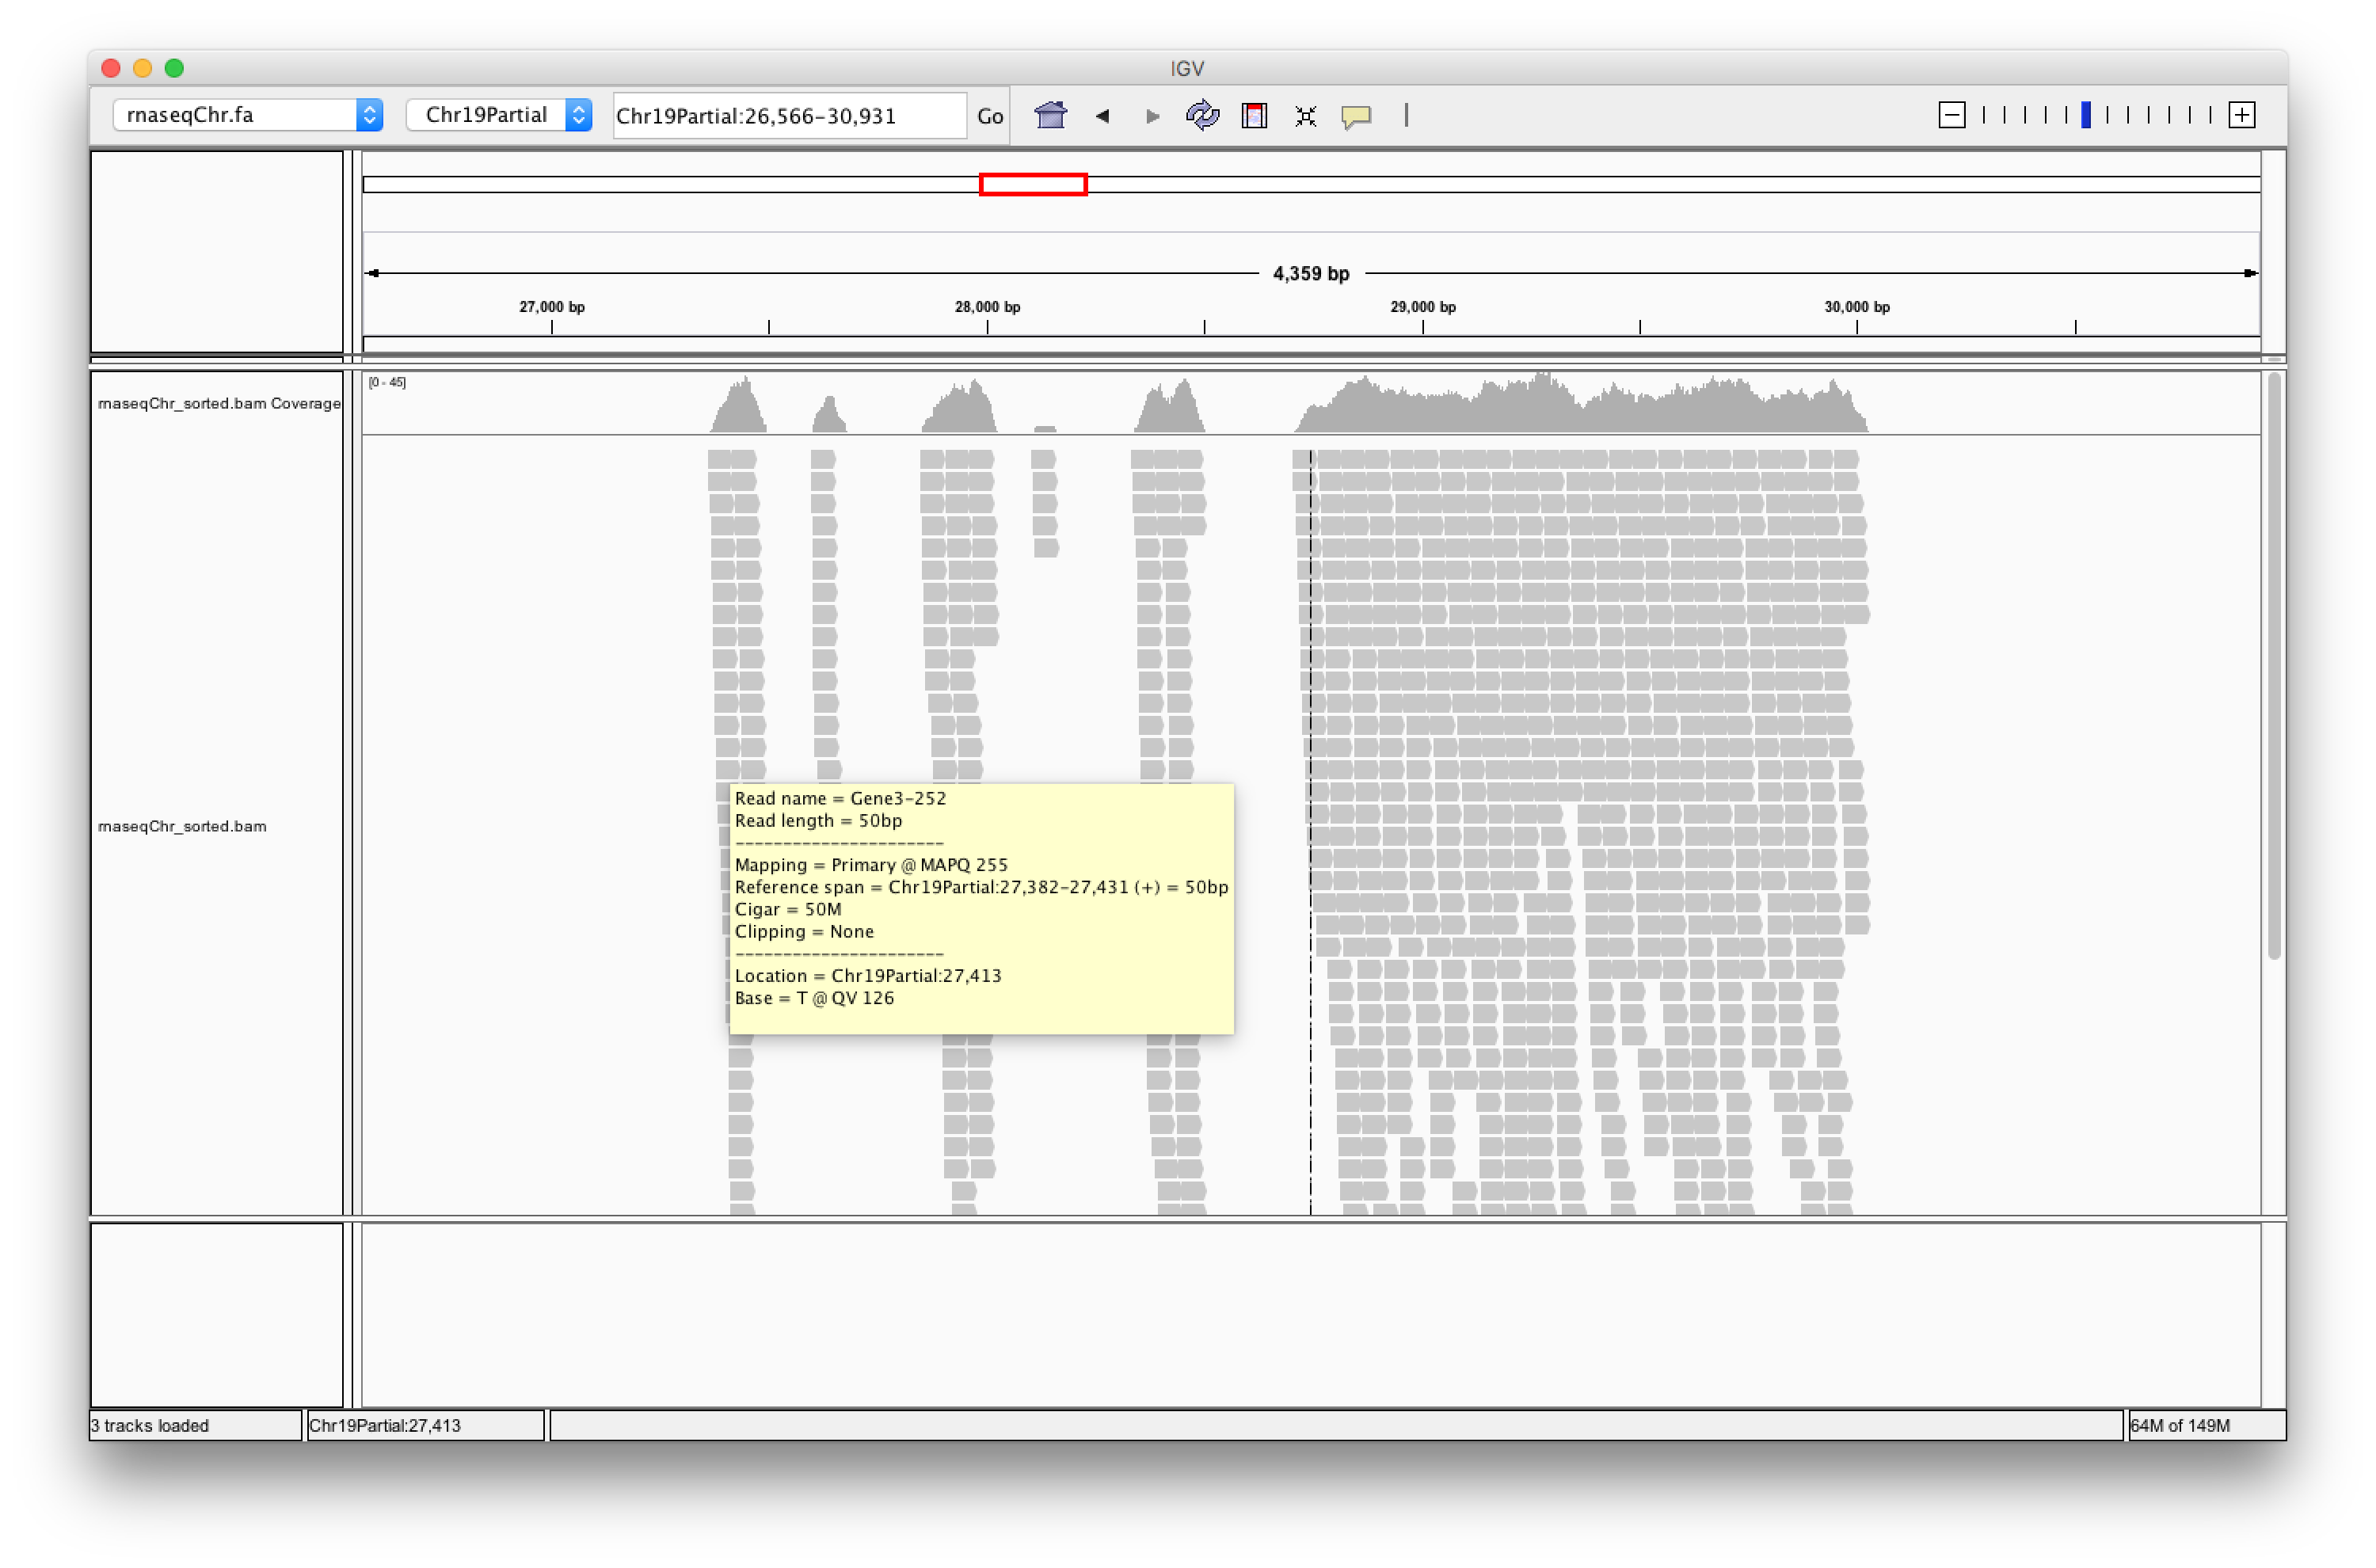 IGV
rnaseqChr.fa
Chr19Partial
Chr19Partial:26,566-30,931
Go
4,359 bp
27,000 bp
28,000 bp
29,000 bp
30,000 bp
[0 - 45]
rnaseqChr_sorted.bam Coverage
rnaseqChr_sorted.bam
Read name = Gene3-252
Read length = 50bp
----------------------
Mapping = Primary @ MAPQ 255
Reference span = Chr19Partial:27,382-27,431 (+) = 50bp
Cigar = 50M
Clipping = None
----------------------
Location = Chr19Partial:27,413
Base = T @ QV 126
3 tracks loaded
Chr19Partial:27,413
64M of 149M